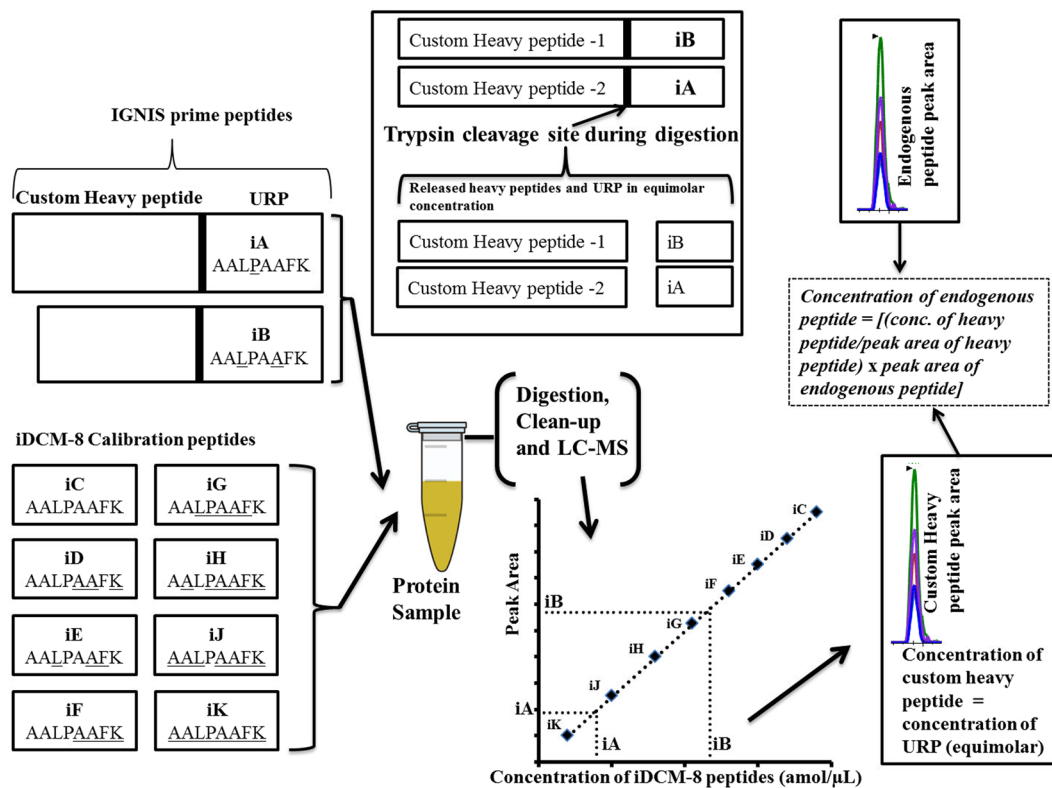 IGNIS prime peptides
Custom Heavy peptide
URP
iA
AALPAAFK
iB
AALPAAFK
iDCM-8 Calibration peptides
iC
AALPAAFK
iG
AALPAAFK
iD
AALPAAFK
iH
AALPAAFK
iE
AALPAAFK
iJ
AALPAAFK
iF
AALPAAFK
iK
AALPAAFK
Custom Heavy peptide -1
iB
Custom Heavy peptide -2
iA
Trypsin cleavage site during digestion
Released heavy peptides and URP in equimolar
concentration
Custom Heavy peptide -1
iB
Custom Heavy peptide -2
iA
Protein
Sample
Digestion,
Clean-up
and LC-MS
Peak Area
iB
iA
iK
iJ
iH
iG
iF
iE
iD
iC
iA
iB
Concentration of iDCM-8 peptides (amol/µL)
Endogenous
peptide peak area
Concentration of endogenous
peptide = [(conc. of heavy
peptide/peak area of heavy
peptide) x peak area of
endogenous peptide]
Custom Heavy
peptide peak area
Concentration of
custom heavy
peptide =
concentration of
URP (equimolar)